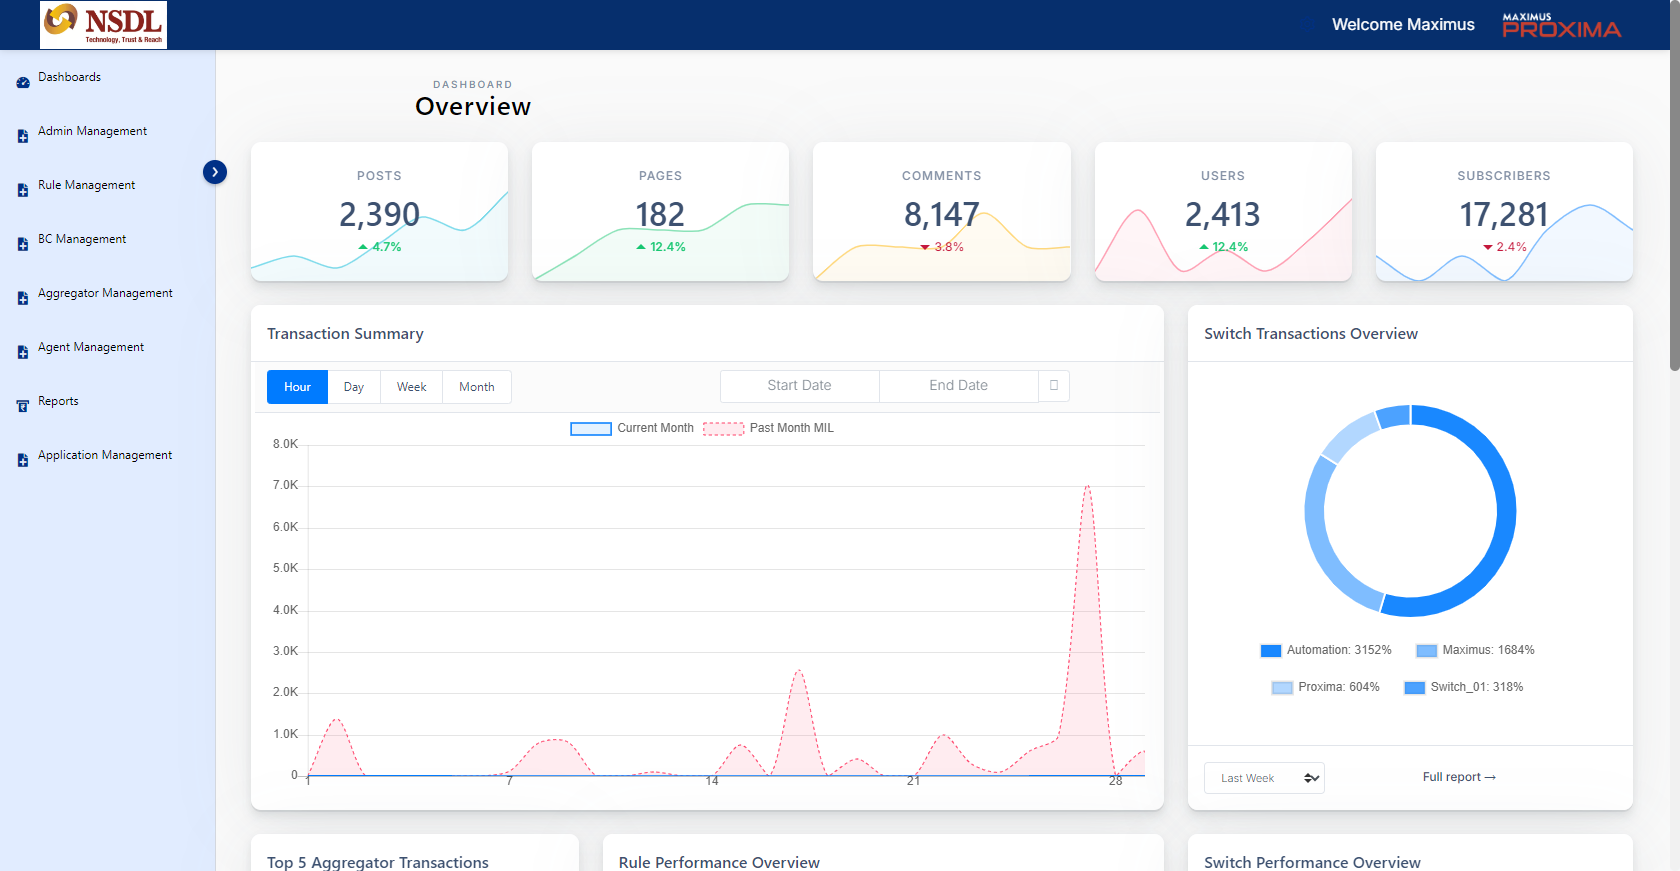 NSDL
Technology, Trust & Reach
Welcome Maximus
MAXIMUS
PROXIMA
Dashboards
Admin Management
Rule Management
BC Management
Aggregator Management
Agent Management
Reports
Application Management
DASHBOARD
Overview
POSTS
2,390
4.7%
PAGES
182
12.4%
COMMENTS
8,147
3.8%
USERS
2,413
12.4%
SUBSCRIBERS
17,281
2.4%
Transaction Summary
Hour Day Week Month
Start Date End Date
Current Month Past Month MIL
8.0K
7.0K
6.0K
5.0K
4.0K
3.0K
2.0K
1.0K
0
1 7 14 21 28
Switch Transactions Overview
Automation: 3152% Maximus: 1684%
Proxima: 604% Switch_01: 318%
Last Week Full report →
Top 5 Aggregator Transactions
Rule Performance Overview
Switch Performance Overview